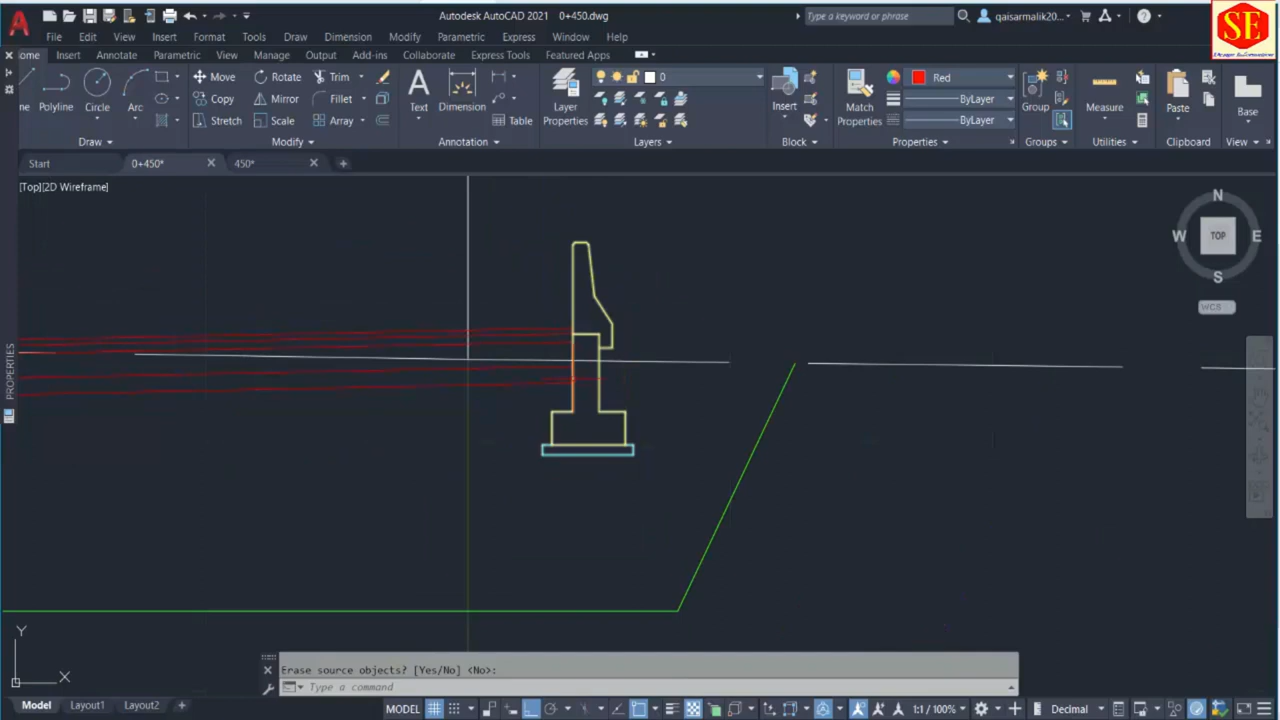 Autodesk AutoCAD 2021 0+450.dwg
Type a keyword or phrase
qaisarmalik20...
SE
File Edit View Insert Format Tools Draw Dimension Modify Parametric Express Window Help
ome Insert Annotate Parametric View Manage Output Add-ins Collaborate Express Tools Featured Apps
Move Rotate Trim
0
Red
ne Polyline Circle Arc
Copy Mirror Fillet
Text Dimension
Layer Properties
Insert
Match Properties
ByLayer
Group Measure Paste Base
Stretch Scale Array
Table
ByLayer
Draw Modify Annotation Layers Block Properties Groups Utilities Clipboard View
Start 0+450* 450*
[Top][2D Wireframe]
N
W TOP E
S
WCS
PROPERTIES
Y
X
Erase source objects? [Yes/No] <No>:
Type a command
Model Layout1 Layout2
MODEL 1:1 / 100% Decimal